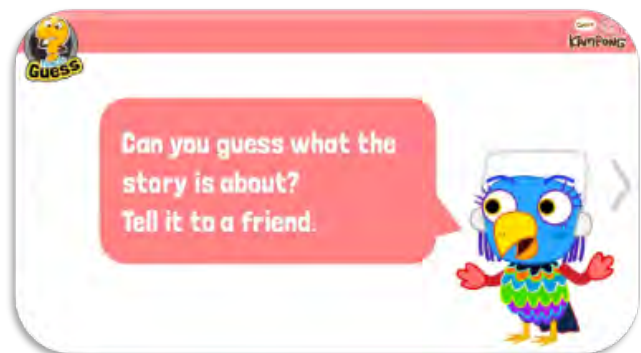 Guess
Can you guess what the
story is about?
Tell it to a friend.